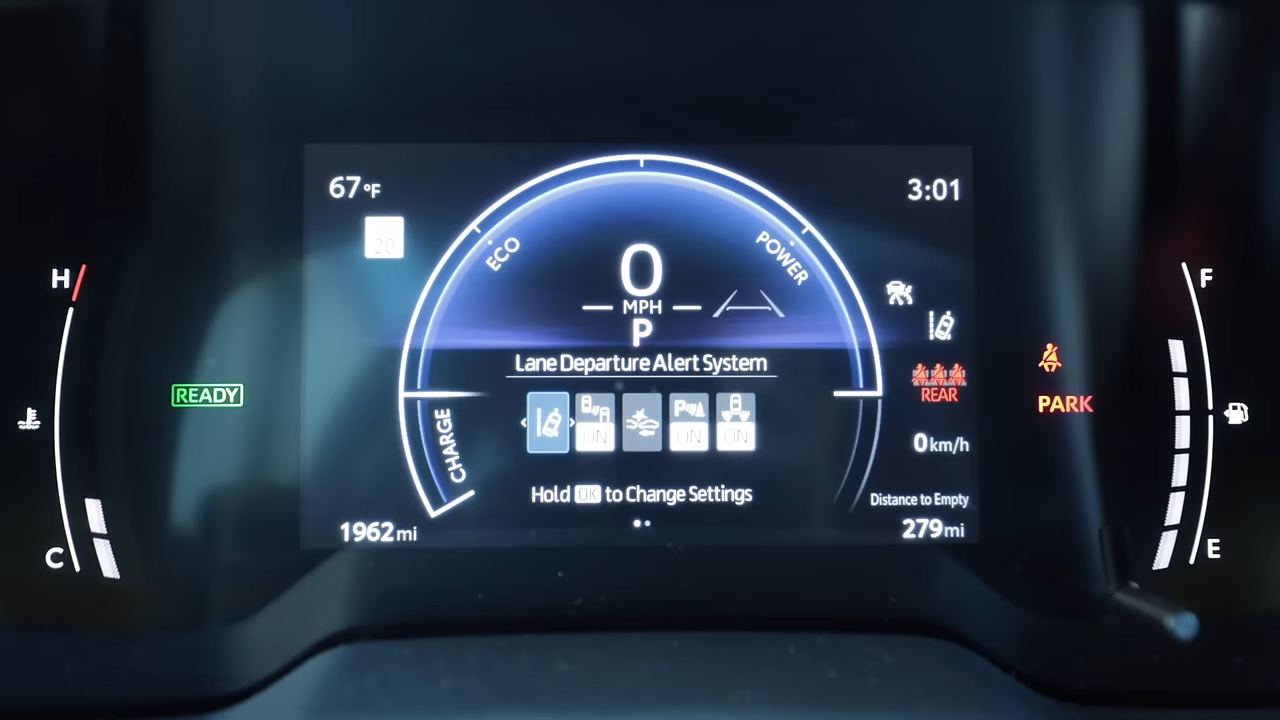 67°F
3:01
20
H
F
ECO
POWER
0
MPH
P
Lane Departure Alert System
READY
REAR
PARK
CHARGE
ON
P
ON
ON
0km/h
Hold OK to Change Settings
Distance to Empty
1962mi
279mi
C
E